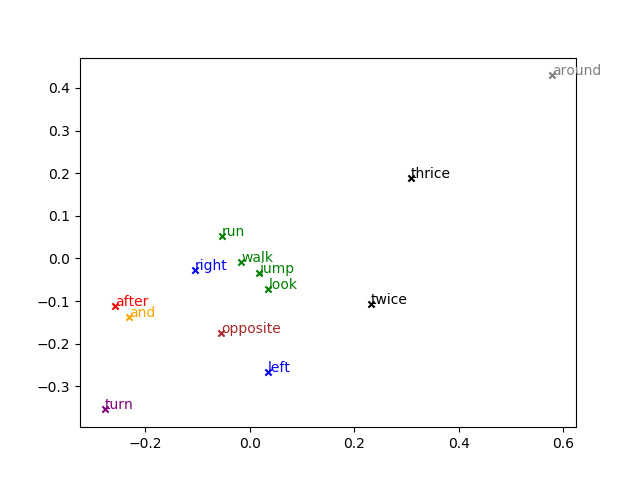 around
0.4
0.3
thrice
0.2
0.1
run
walk
0.0
right
jump
look
−0.1
after
twice
and
opposite
−0.2
left
−0.3
turn
−0.2
0.0
0.2
0.4
0.6